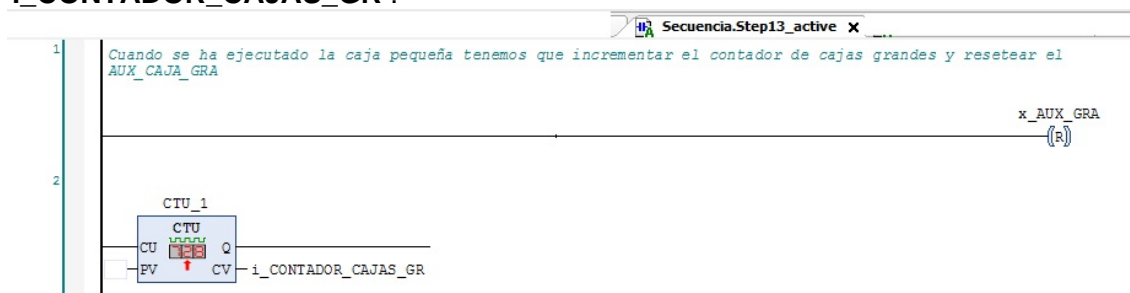 i_CONTADOR_CAJAS_GR .
Secuencia.Step13_active X
1
Cuando se ha ejecutado la caja pequeña tenemos que incrementar el contador de cajas grandes y resetear el
AUX_CAJA_GRA
x_AUX_GRA
(R)
2
CTU_1
CTU
CU Q
PV CV i_CONTADOR_CAJAS_GR